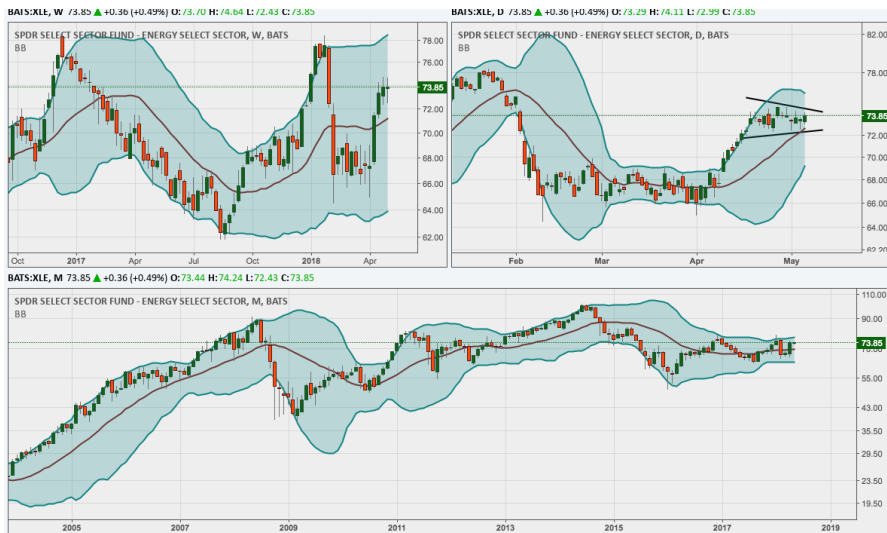 BATS:XLE, W 73.85 ▲ +0.36 (+0.49%) O:73.70 H:74.64 L:72.43 C:73.85
SPDR SELECT SECTOR FUND - ENERGY SELECT SECTOR, W, BATS
BB
78.00
73.85
72.00
70.00
68.00
66.00
64.00
62.00
Oct 2017 Apr Jul Oct 2018 Apr
BATS:XLE, D 73.85 ▲ +0.36 (+0.49%) O:73.29 H:74.11 L:72.99 C:73.85
SPDR SELECT SECTOR FUND - ENERGY SELECT SECTOR, D, BATS
BB
82.00
78.00
73.85
72.00
70.00
68.00
66.00
64.00
62.20
Feb Mar Apr May
BATS:XLE, M 73.85 ▲ +0.36 (+0.49%) O:73.44 H:74.24 L:72.43 C:73.85
SPDR SELECT SECTOR FUND - ENERGY SELECT SECTOR, M, BATS
BB
110.00
90.00
73.85
55.00
43.00
35.50
29.50
23.50
19.50
2005 2007 2009 2011 2013 2015 2017 2019